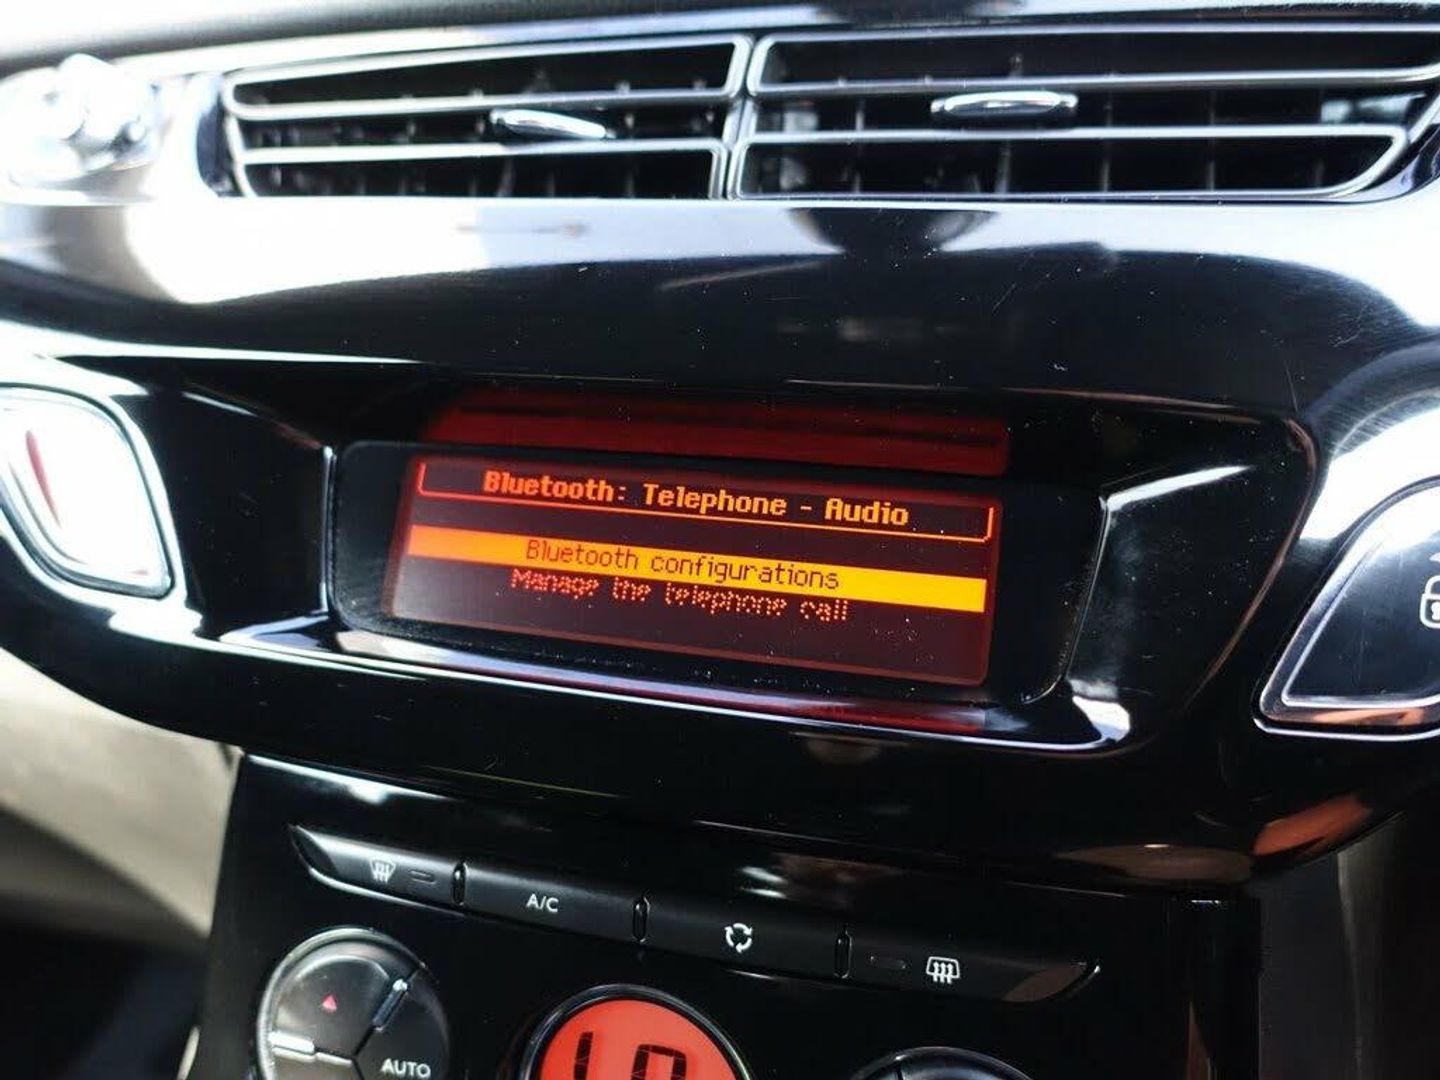 Bluetooth: Telephone - Audio
Bluetooth configurations
Manage the telephone call
A/C
AUTO